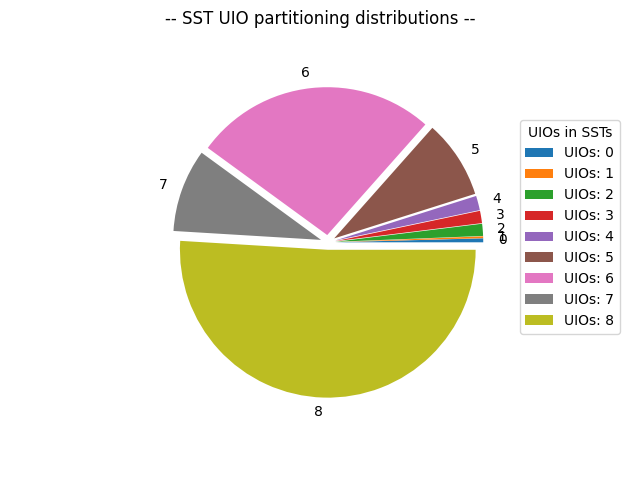 -- SST UIO partitioning distributions --
6
5
7
4
3
2
1
0
8
UIOs in SSTs
UIOs: 0
UIOs: 1
UIOs: 2
UIOs: 3
UIOs: 4
UIOs: 5
UIOs: 6
UIOs: 7
UIOs: 8